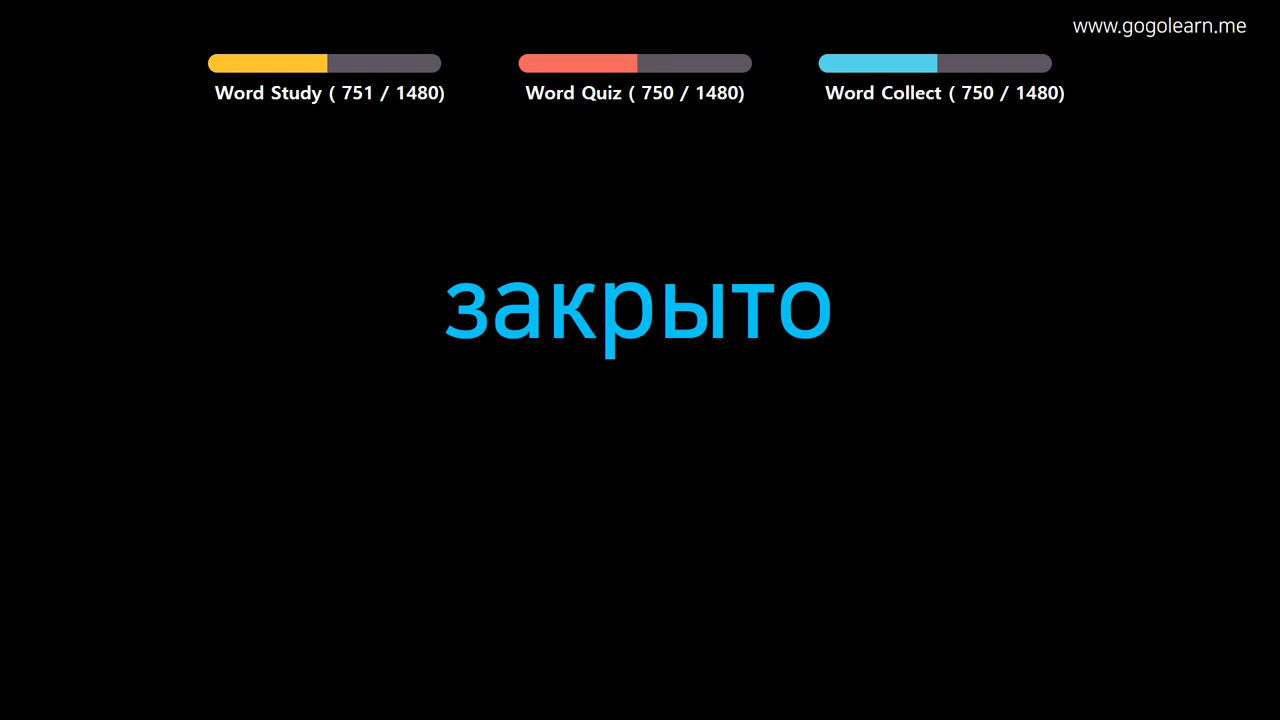 www.gogolearn.me
Word Study ( 751 / 1480)
Word Quiz ( 750 / 1480)
Word Collect ( 750 / 1480)
закрыто